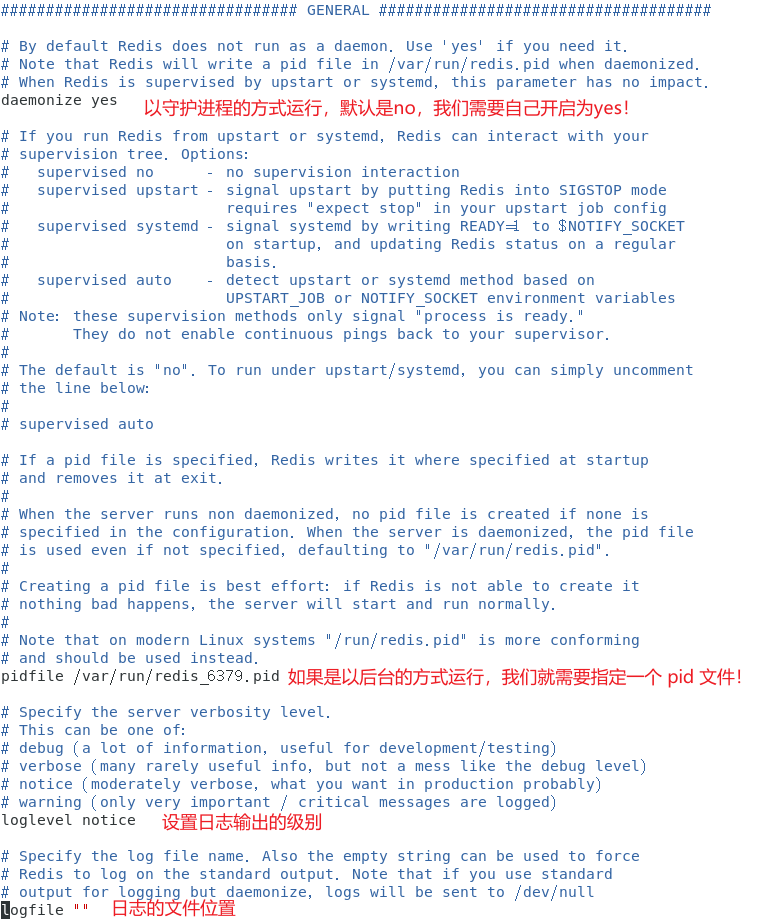 ################################ GENERAL #####################################
# By default Redis does not run as a daemon. Use 'yes' if you need it.
# Note that Redis will write a pid file in /var/run/redis.pid when daemonized.
# When Redis is supervised by upstart or systemd, this parameter has no impact.
daemonize yes 以守护进程的方式运行，默认是no，我们需要自己开启为yes！
# If you run Redis from upstart or systemd, Redis can interact with your
# supervision tree. Options:
#   supervised no      - no supervision interaction
#   supervised upstart - signal upstart by putting Redis into SIGSTOP mode
#                        requires "expect stop" in your upstart job config
#   supervised systemd - signal systemd by writing READY=1 to $NOTIFY_SOCKET
#                        on startup, and updating Redis status on a regular
#                        basis.
#   supervised auto    - detect upstart or systemd method based on
#                        UPSTART_JOB or NOTIFY_SOCKET environment variables
# Note: these supervision methods only signal "process is ready."
#       They do not enable continuous pings back to your supervisor.
#
# The default is "no". To run under upstart/systemd, you can simply uncomment
# the line below:
#
# supervised auto
# If a pid file is specified, Redis writes it where specified at startup
# and removes it at exit.
#
# When the server runs non daemonized, no pid file is created if none is
# specified in the configuration. When the server is daemonized, the pid file
# is used even if not specified, defaulting to "/var/run/redis.pid".
#
# Creating a pid file is best effort: if Redis is not able to create it
# nothing bad happens, the server will start and run normally.
#
# Note that on modern Linux systems "/run/redis.pid" is more conforming
# and should be used instead.
pidfile /var/run/redis_6379.pid 如果是以后台的方式运行，我们就需要指定一个 pid 文件！
# Specify the server verbosity level.
# This can be one of:
# debug (a lot of information, useful for development/testing)
# verbose (many rarely useful info, but not a mess like the debug level)
# notice (moderately verbose, what you want in production probably)
# warning (only very important / critical messages are logged)
loglevel notice 设置日志输出的级别
# Specify the log file name. Also the empty string can be used to force
# Redis to log on the standard output. Note that if you use standard
# output for logging but daemonize, logs will be sent to /dev/null
logfile "" 日志的文件位置